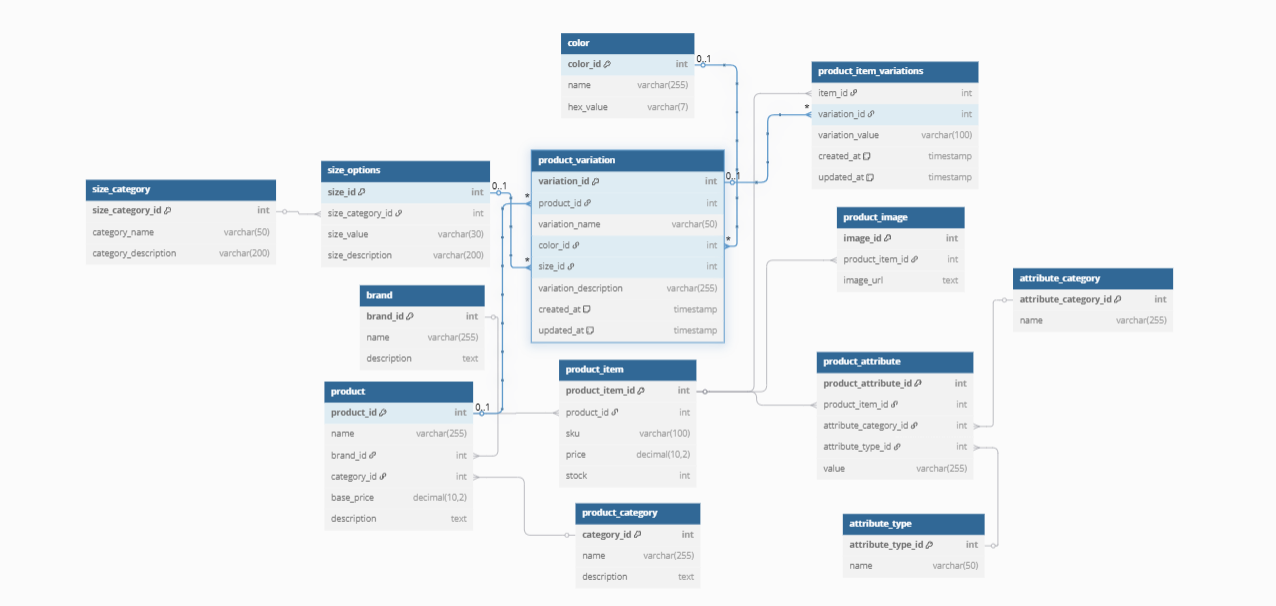 color
color_id int
name varchar(255)
hex_value varchar(7)
0..1
product_item_variations
item_id int
variation_id int
variation_value varchar(100)
created_at timestamp
updated_at timestamp
*
size_category
size_category_id int
category_name varchar(50)
category_description varchar(200)
size_options
size_id int
size_category_id int
size_value varchar(30)
size_description varchar(200)
0..1
product_variation
variation_id int
product_id int
variation_name varchar(50)
color_id int
size_id int
variation_description varchar(255)
created_at timestamp
updated_at timestamp
*
*
0..1
*
product_image
image_id int
product_item_id int
image_url text
attribute_category
attribute_category_id int
name varchar(255)
brand
brand_id int
name varchar(255)
description text
product
product_id int
name varchar(255)
brand_id int
category_id int
base_price decimal(10,2)
description text
0..1
product_item
product_item_id int
product_id int
sku varchar(100)
price decimal(10,2)
stock int
product_attribute
product_attribute_id int
product_item_id int
attribute_category_id int
attribute_type_id int
value varchar(255)
product_category
category_id int
name varchar(255)
description text
attribute_type
attribute_type_id int
name varchar(50)